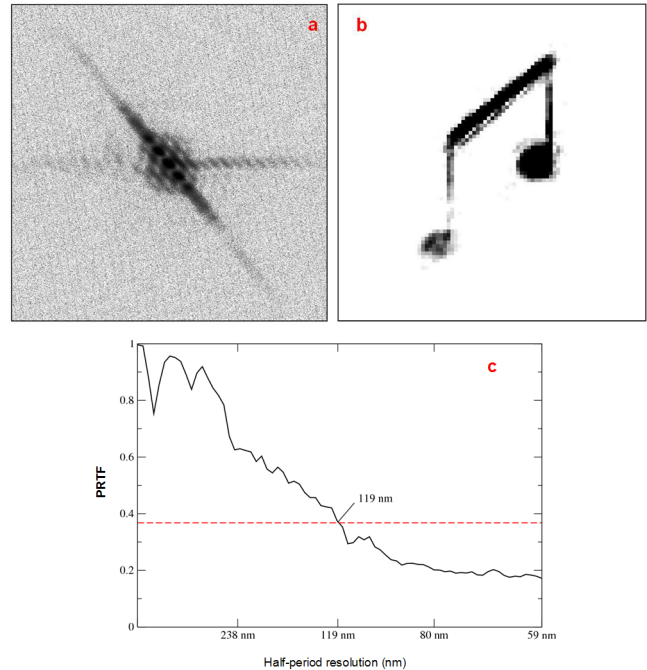 a
b
c
1
0.8
0.6
0.4
0.2
0
PRTF
119 nm
238 nm 119 nm 80 nm 59 nm
Half-period resolution (nm)